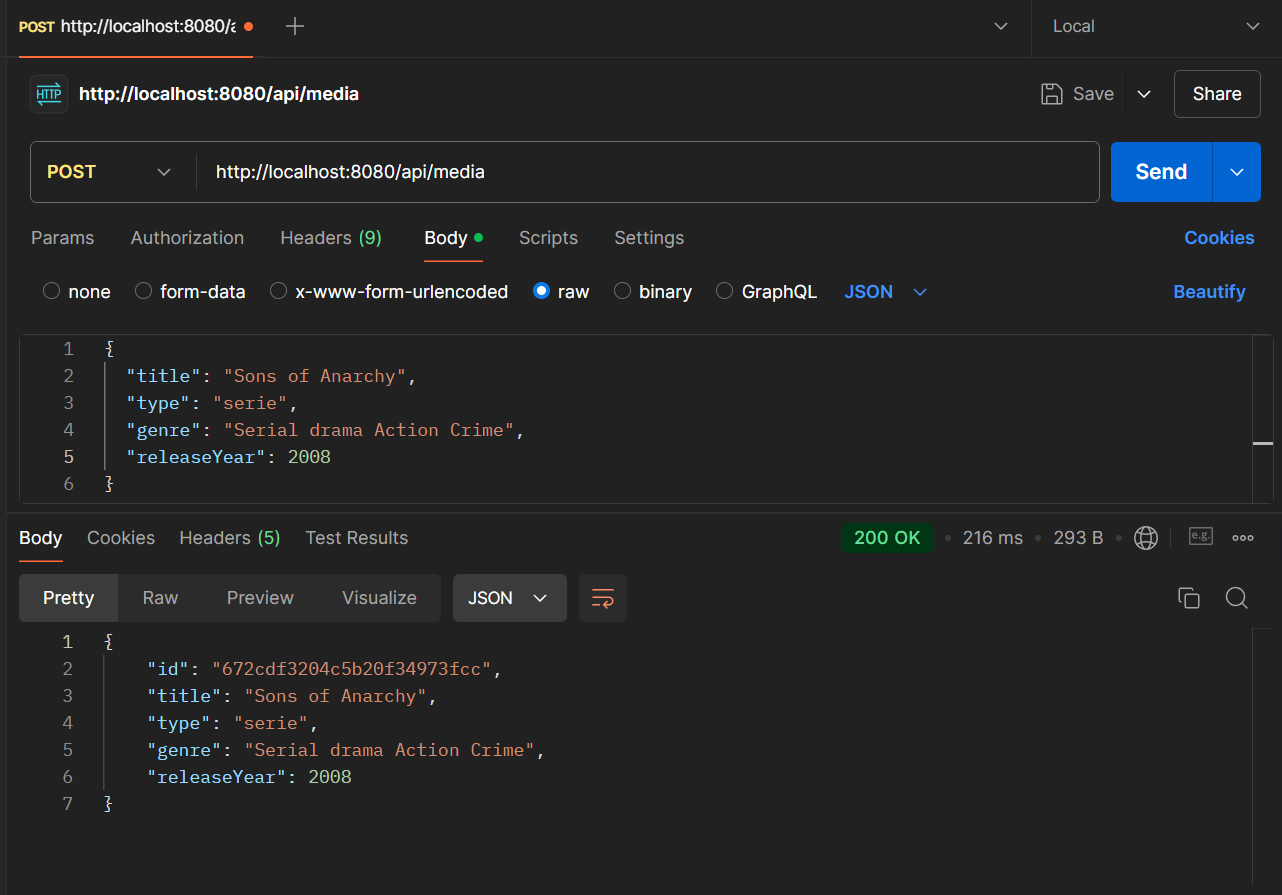 POST http://localhost:8080/a
Local
HTTP http://localhost:8080/api/media
Save
Share
POST http://localhost:8080/api/media
Send
Params Authorization Headers (9) Body Scripts Settings Cookies
none form-data x-www-form-urlencoded raw binary GraphQL JSON Beautify
1 {
2 "title": "Sons of Anarchy",
3 "type": "serie",
4 "genre": "Serial drama Action Crime",
5 "releaseYear": 2008
6 }
Body Cookies Headers (5) Test Results 200 OK • 216 ms • 293 B • e.g.
Pretty Raw Preview Visualize JSON
1 {
2 "id": "672cdf3204c5b20f34973fcc",
3 "title": "Sons of Anarchy",
4 "type": "serie",
5 "genre": "Serial drama Action Crime",
6 "releaseYear": 2008
7 }